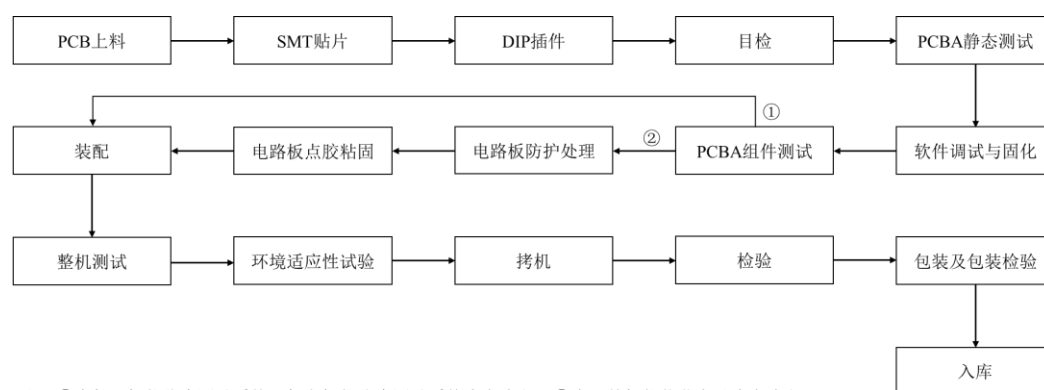 PCB上料
SMT贴片
DIP插件
目检
PCBA静态测试
①
装配
电路板点胶粘固
电路板防护处理
②
PCBA组件测试
软件调试与固化
整机测试
环境适应性试验
拷机
检验
包装及包装检验
入库